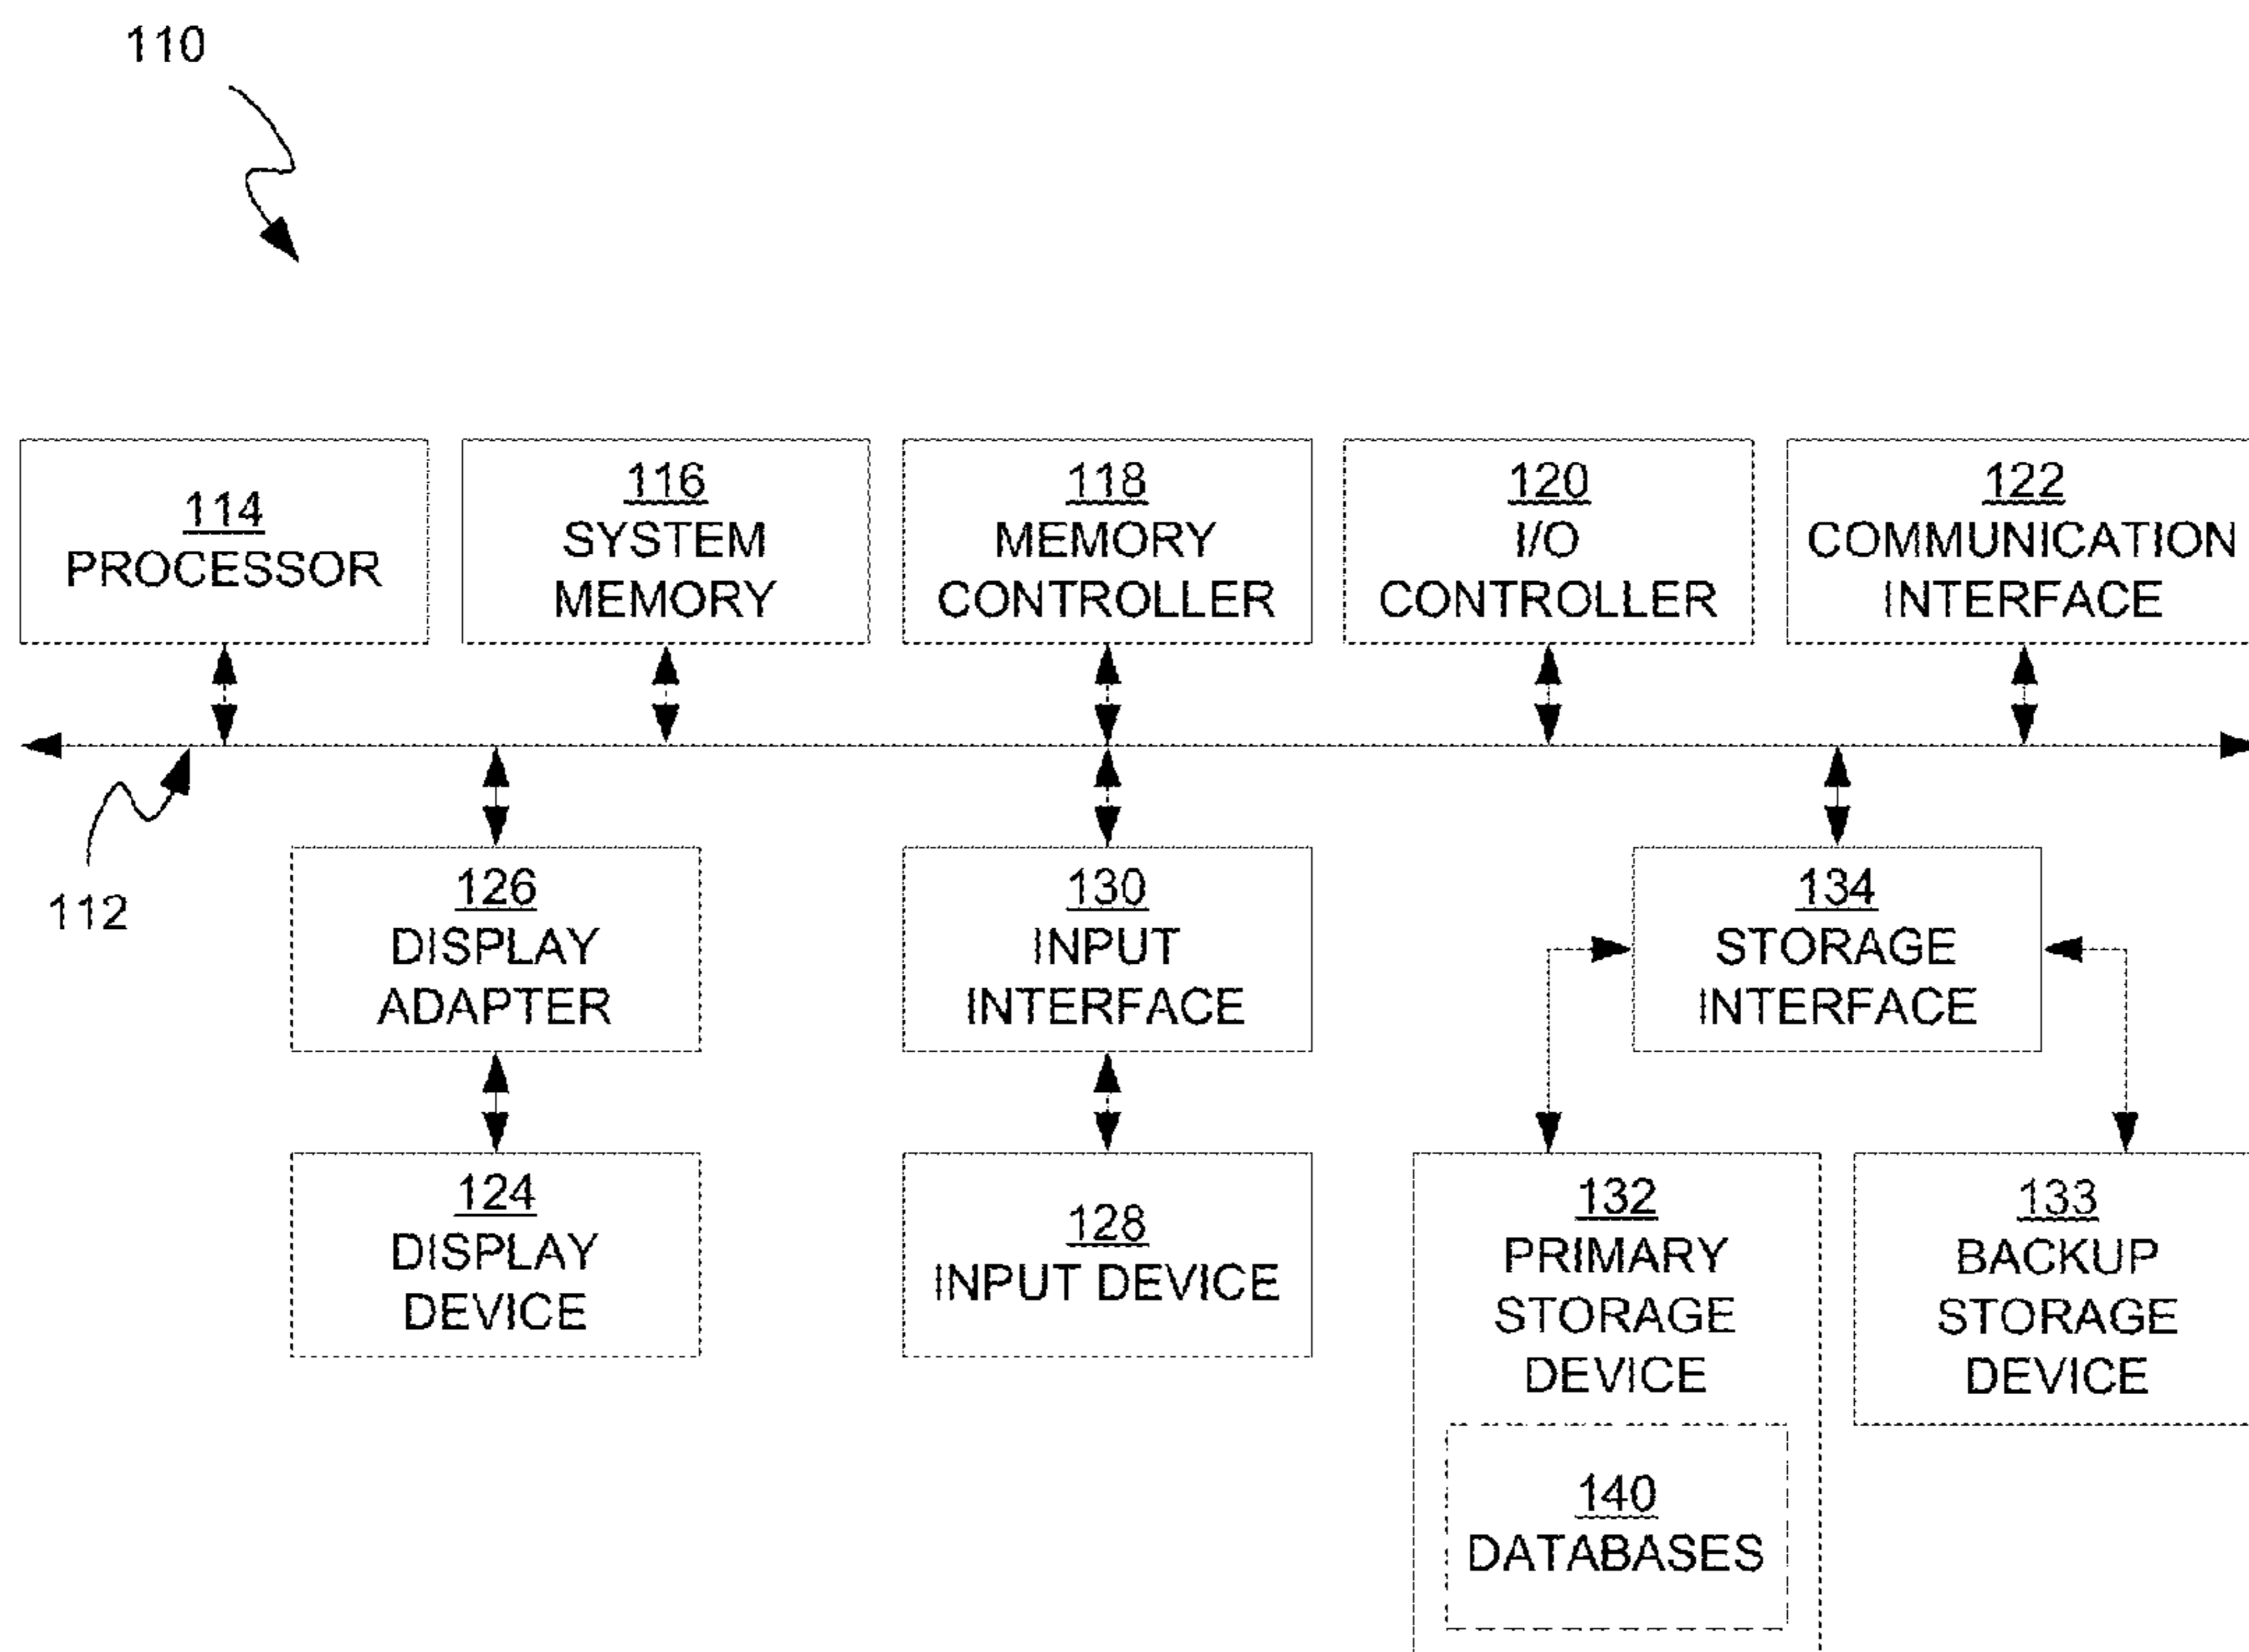 110
114
PROCESSOR
116
SYSTEM
MEMORY
118
MEMORY
CONTROLLER
120
I/O
CONTROLLER
122
COMMUNICATION
INTERFACE
112
126
DISPLAY
ADAPTER
130
INPUT
INTERFACE
134
STORAGE
INTERFACE
124
DISPLAY
DEVICE
128
INPUT DEVICE
132
PRIMARY
STORAGE
DEVICE
133
BACKUP
STORAGE
DEVICE
140
DATABASES